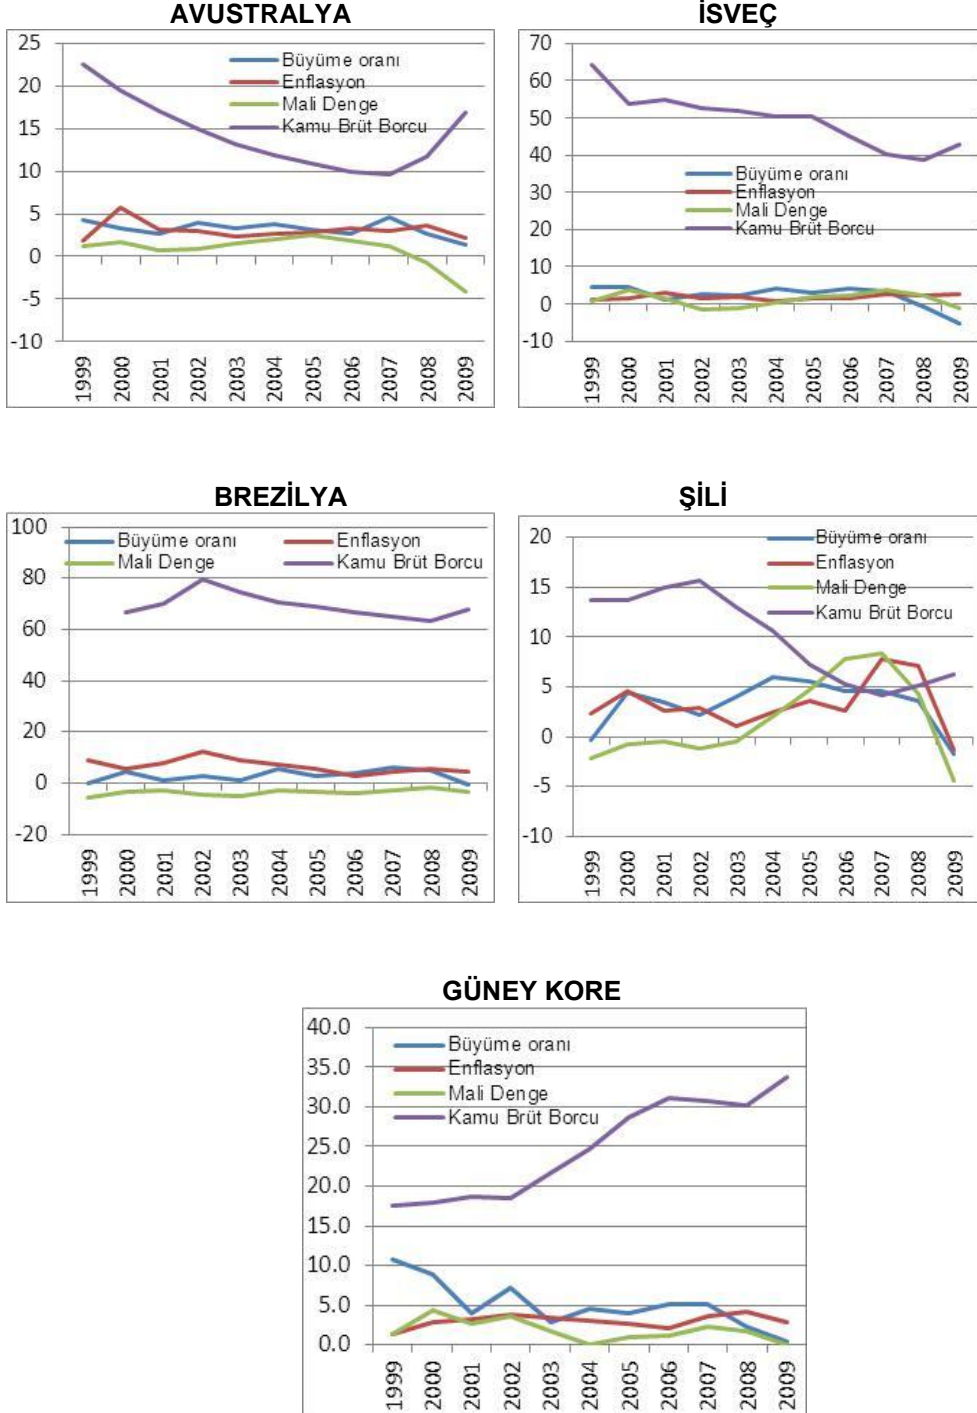 AVUSTRALYA
25
20
15
10
5
0
-5
-10
Büyüme oranı
Enflasyon
Mali Denge
Kamu Brüt Borcu
1999 2000 2001 2002 2003 2004 2005 2006 2007 2008 2009
İSVEÇ
70
60
50
40
30
20
10
0
-10
Büyüme oranı
Enflasyon
Mali Denge
Kamu Brüt Borcu
1999 2000 2001 2002 2003 2004 2005 2006 2007 2008 2009
BREZİLYA
100
80
60
40
20
0
-20
Büyüme oranı Enflasyon
Mali Denge Kamu Brüt Borcu
1999 2000 2001 2002 2003 2004 2005 2006 2007 2008 2009
ŞİLİ
20
15
10
5
0
-5
-10
Büyüme oranı
Enflasyon
Mali Denge
Kamu Brüt Borcu
1999 2000 2001 2002 2003 2004 2005 2006 2007 2008 2009
GÜNEY KORE
40.0
35.0
30.0
25.0
20.0
15.0
10.0
5.0
0.0
Büyüme oranı
Enflasyon
Mali Denge
Kamu Brüt Borcu
1999 2000 2001 2002 2003 2004 2005 2006 2007 2008 2009